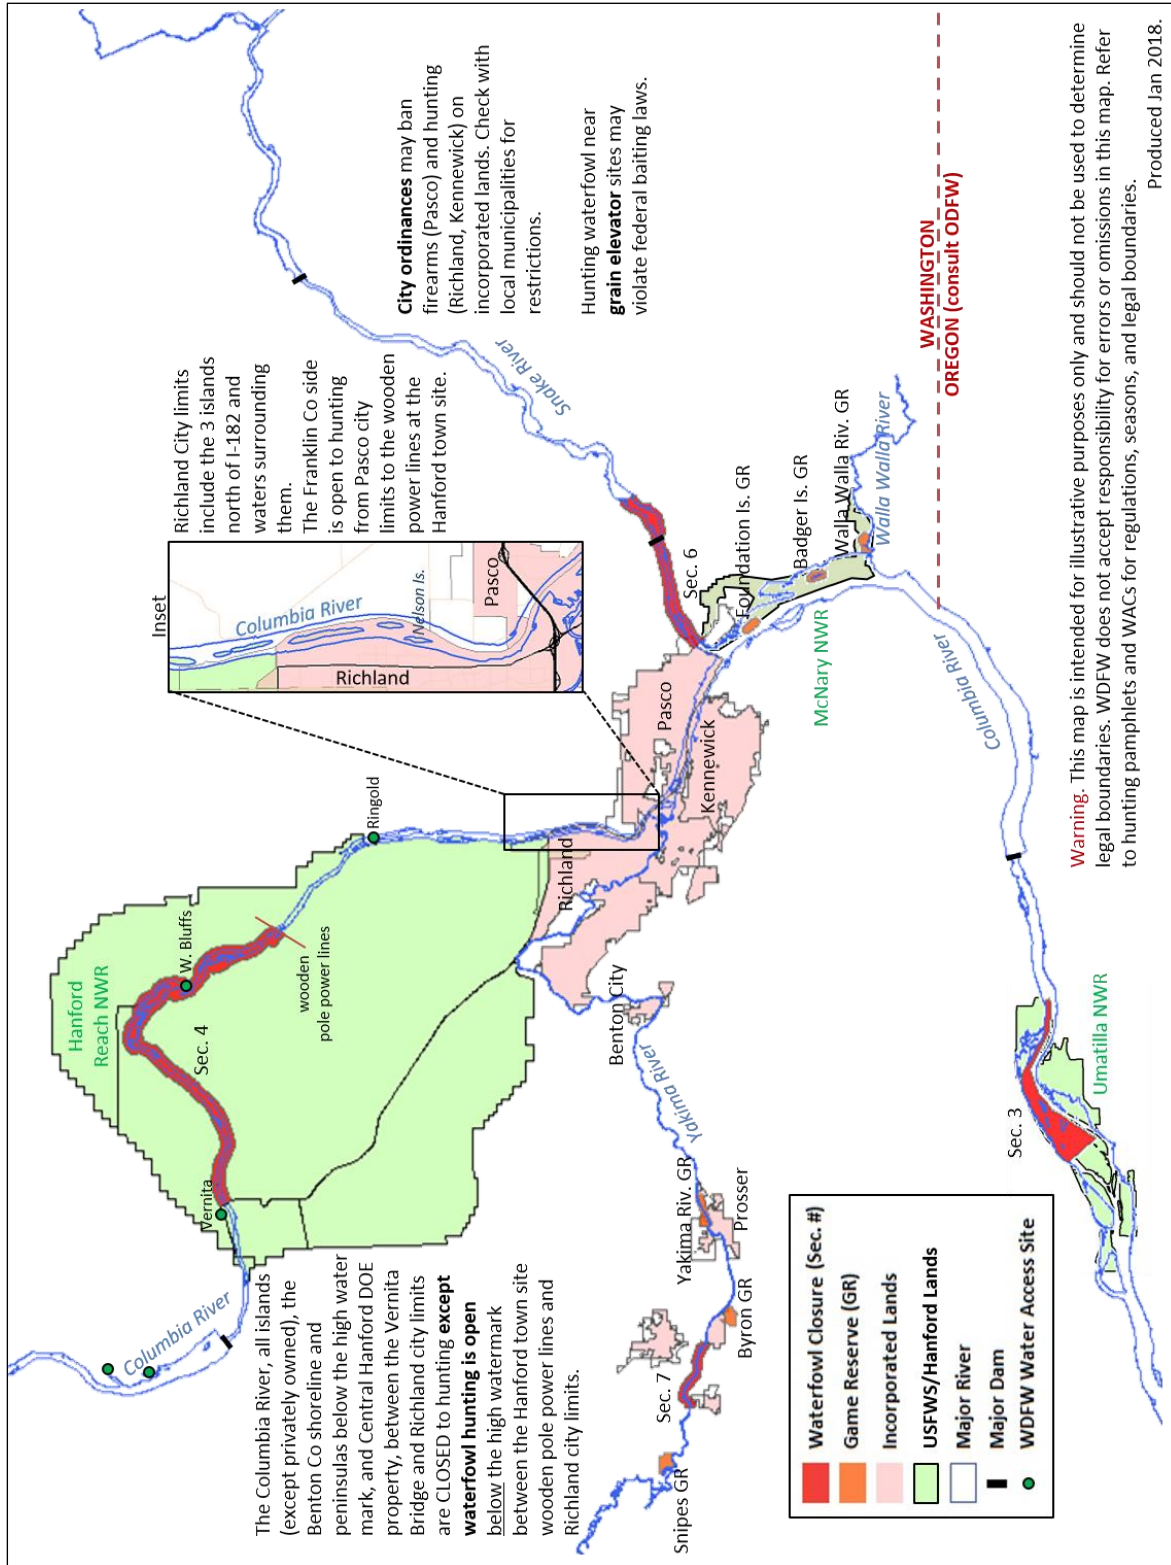 The Columbia River, all islands
(except privately owned), the
Benton Co shoreline and
peninsulas below the high water
mark, and Central Hanford DOE
property, between the Vernita
Bridge and Richland city limits
are CLOSED to hunting except
waterfowl hunting is open
below the high watermark
between the Hanford town site
wooden pole power lines and
Richland city limits.
Columbia River
Vernita
Hanford
Reach NWR
Sec. 4
W. Bluffs
wooden
pole power lines
Ringold
Inset
Columbia River
Nelson Is.
Richland
Pasco
Richland City limits
include the 3 islands
north of I-182 and
waters surrounding
them.
The Franklin Co side
is open to hunting
from Pasco city
limits to the wooden
power lines at the
Hanford town site.
City ordinances may ban
firearms (Pasco) and hunting
(Richland, Kennewick) on
incorporated lands. Check with
local municipalities for
restrictions.
Hunting waterfowl near
grain elevator sites may
violate federal baiting laws.
Snake River
Snipes GR
Sec. 7
Byron GR
Yakima Riv. GR
Prosser
Yakima River
Benton City
Richland
Kennewick
Pasco
Sec. 6
Foundation Is. GR
Badger Is. GR
Walla Walla Riv. GR
Walla Walla River
McNary NWR
Columbia River
WASHINGTON
OREGON (consult ODFW)
Sec. 3
Umatilla NWR
Waterfowl Closure (Sec. #)
Game Reserve (GR)
Incorporated Lands
USFWS/Hanford Lands
Major River
Major Dam
WDFW Water Access Site
Warning. This map is intended for illustrative purposes only and should not be used to determine
legal boundaries. WDFW does not accept responsibility for errors or omissions in this map. Refer
to hunting pamphlets and WACs for regulations, seasons, and legal boundaries.
Produced Jan 2018.